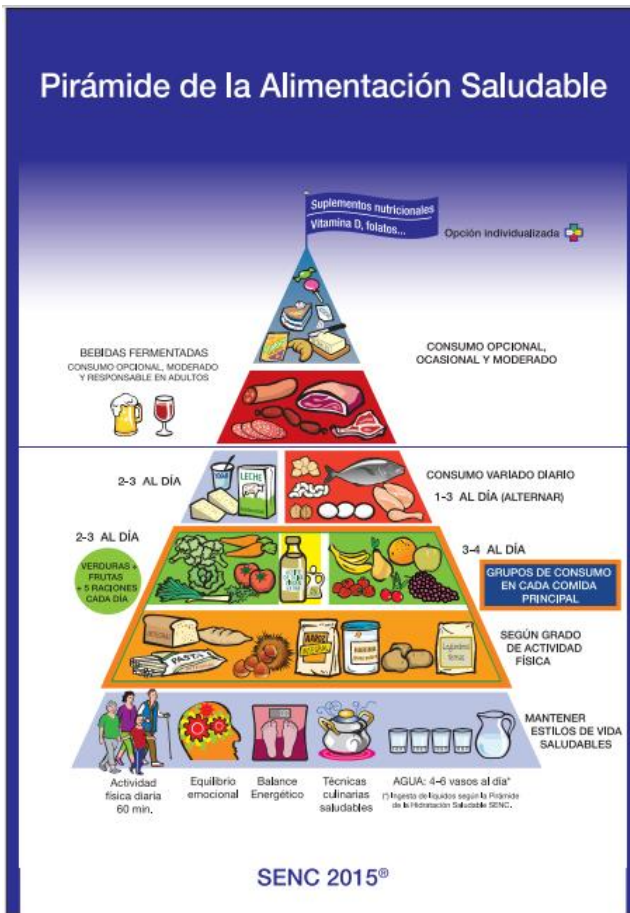 Pirámide de la Alimentación Saludable
Suplementos nutricionales
Vitamina D, folatos...
Opción individualizada
BEBIDAS FERMENTADAS
CONSUMO OPCIONAL, MODERADO
Y RESPONSABLE EN ADULTOS
CONSUMO OPCIONAL,
OCASIONAL Y MODERADO
2-3 AL DÍA
LECHE
CONSUMO VARIADO DIARIO
1-3 AL DÍA (ALTERNAR)
2-3 AL DÍA
VERDURAS +
FRUTAS
+ 5 RACIONES
CADA DÍA
3-4 AL DÍA
GRUPOS DE CONSUMO
EN CADA COMIDA
PRINCIPAL
INTEGRAL
PASTA
ARROZ
INTEGRAL
SEGÚN GRADO
DE ACTIVIDAD
FÍSICA
MANTENER
ESTILOS DE VIDA
SALUDABLES
Actividad
física diaria
60 min.
Equilibrio
emocional
Balance
Energético
Técnicas
culinarias
saludables
AGUA: 4-6 vasos al día*
(*) Ingesta de líquidos según la Pirámide
de la Hidratación Saludable SENC.
SENC 2015®